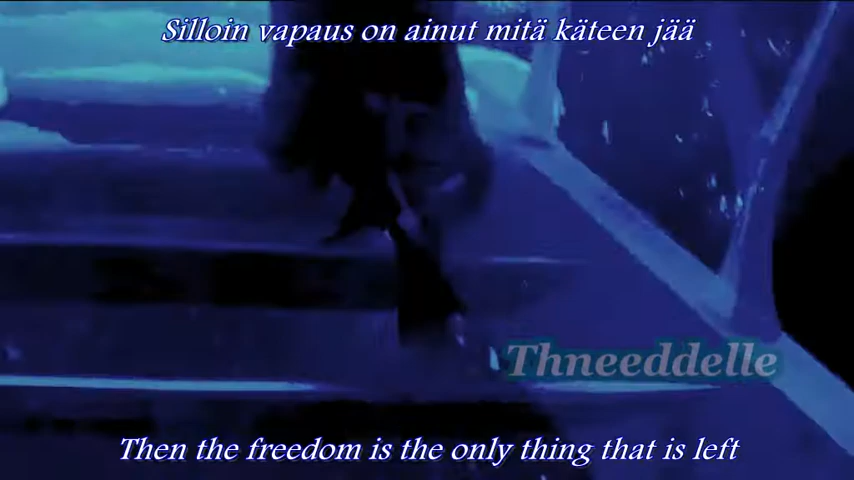 Silloin vapaus on ainut mitä käteen jää
Thneeddelle
Then the freedom is the only thing that is left